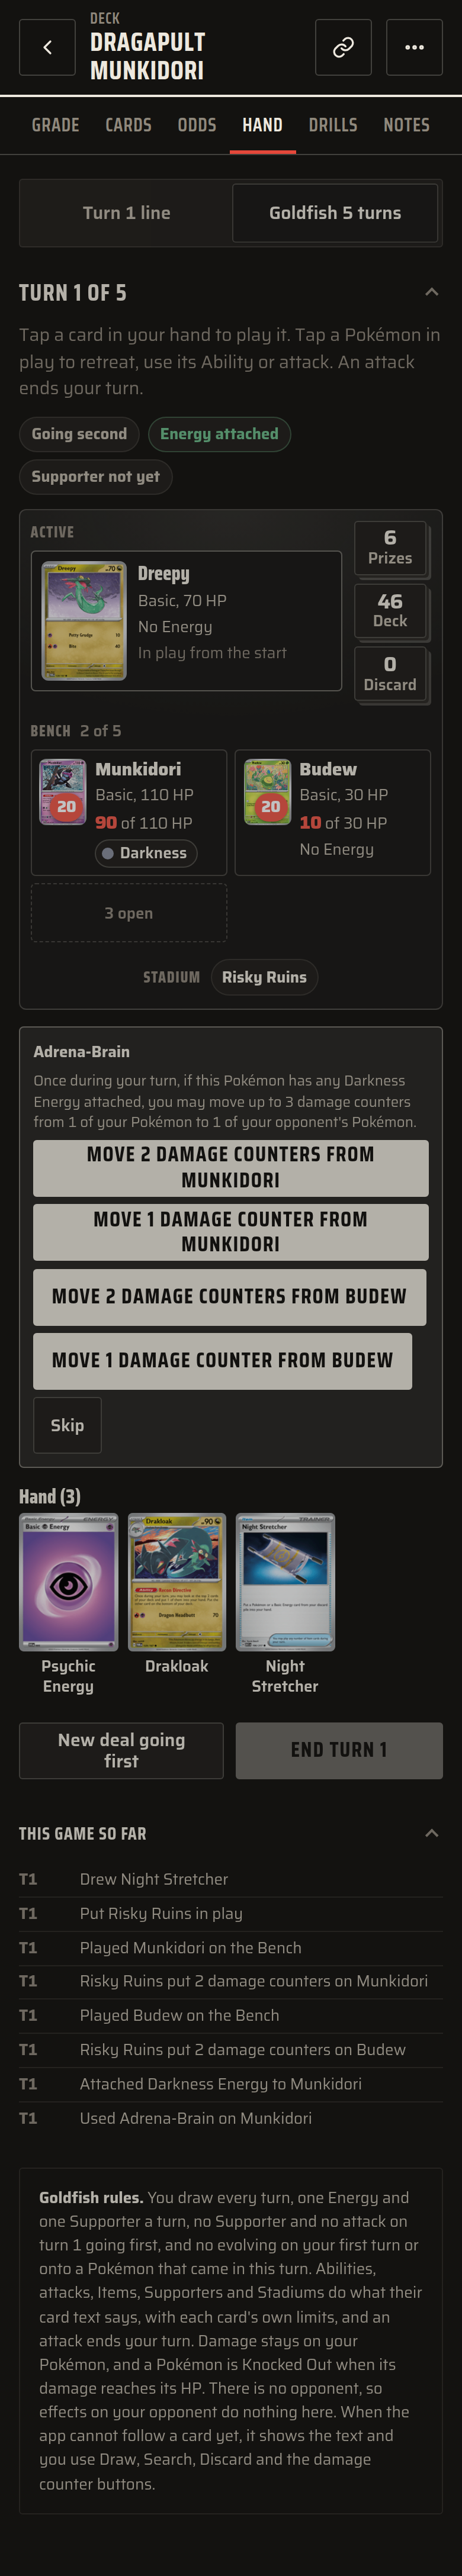 DECK
DRAGAPULT
MUNKIDORI
GRADE CARDS ODDS HAND DRILLS NOTES
Turn 1 line
Goldfish 5 turns
TURN 1 OF 5
Tap a card in your hand to play it. Tap a Pokémon in
play to retreat, use its Ability or attack. An attack
ends your turn.
Going second
Energy attached
Supporter not yet
ACTIVE
Dreepy
70
Petty Grudge 10
Bite 40
Dreepy
Basic, 70 HP
No Energy
In play from the start
6
Prizes
46
Deck
0
Discard
BENCH 2 of 5
20
Munkidori
Basic, 110 HP
90 of 110 HP
Darkness
20
Budew
Basic, 30 HP
10 of 30 HP
No Energy
3 open
STADIUM Risky Ruins
Adrena-Brain
Once during your turn, if this Pokémon has any Darkness
Energy attached, you may move up to 3 damage counters
from 1 of your Pokémon to 1 of your opponent's Pokémon.
MOVE 2 DAMAGE COUNTERS FROM
MUNKIDORI
MOVE 1 DAMAGE COUNTER FROM
MUNKIDORI
MOVE 2 DAMAGE COUNTERS FROM BUDEW
MOVE 1 DAMAGE COUNTER FROM BUDEW
Skip
Hand (3)
Basic Energy
Drakloak
90
Dragon Headbutt 70
Night Stretcher
Psychic
Energy
Drakloak
Night
Stretcher
New deal going
first
END TURN 1
THIS GAME SO FAR
T1 Drew Night Stretcher
T1 Put Risky Ruins in play
T1 Played Munkidori on the Bench
T1 Risky Ruins put 2 damage counters on Munkidori
T1 Played Budew on the Bench
T1 Risky Ruins put 2 damage counters on Budew
T1 Attached Darkness Energy to Munkidori
T1 Used Adrena-Brain on Munkidori
Goldfish rules. You draw every turn, one Energy and
one Supporter a turn, no Supporter and no attack on
turn 1 going first, and no evolving on your first turn or
onto a Pokémon that came in this turn. Abilities,
attacks, Items, Supporters and Stadiums do what their
card text says, with each card's own limits, and an
attack ends your turn. Damage stays on your
Pokémon, and a Pokémon is Knocked Out when its
damage reaches its HP. There is no opponent, so
effects on your opponent do nothing here. When the
app cannot follow a card yet, it shows the text and
you use Draw, Search, Discard and the damage
counter buttons.